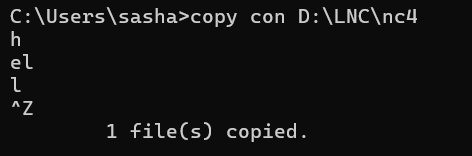 C:\Users\sasha>copy con D:\LNC\nc4
h
el
l
^Z
        1 file(s) copied.